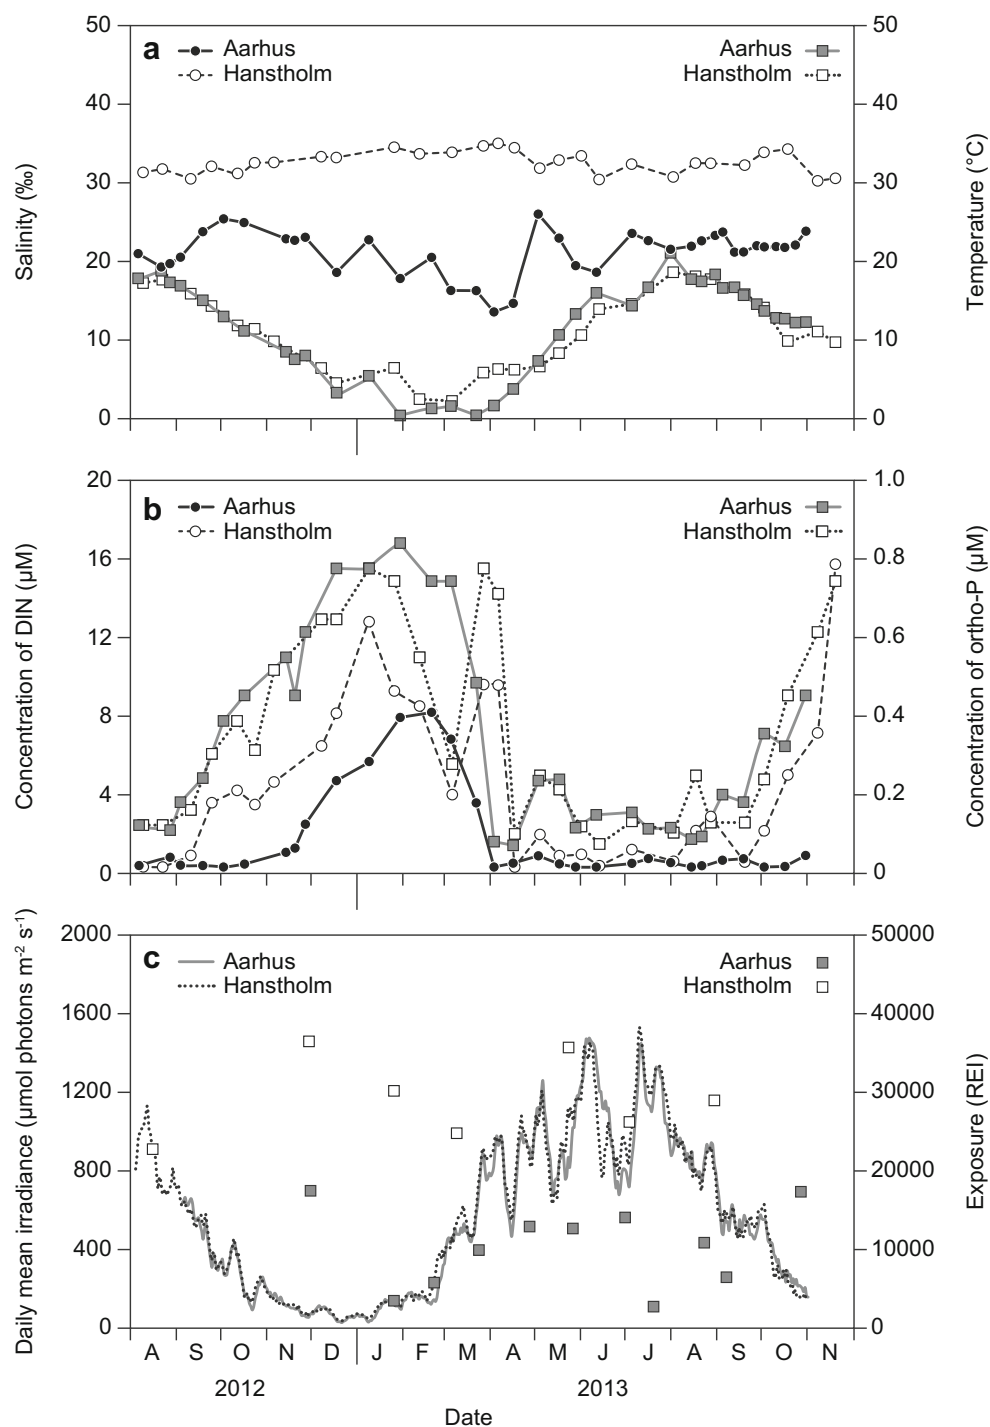 50
40
30
20
10
0
Salinity (‰)
a
Aarhus
Hanstholm
Aarhus
Hanstholm
50
40
30
20
10
0
Temperature (°C)
20
16
12
8
4
0
Concentration of DIN (µM)
b
Aarhus
Hanstholm
Aarhus
Hanstholm
1.0
0.8
0.6
0.4
0.2
0
Concentration of ortho-P (µM)
2000
1600
1200
800
400
0
Daily mean irradiance (µmol photons m⁻² s⁻¹)
c
Aarhus
Hanstholm
Aarhus
Hanstholm
50000
40000
30000
20000
10000
0
Exposure (REI)
A S O N D J F M A M J J A S O N
2012 2013
Date